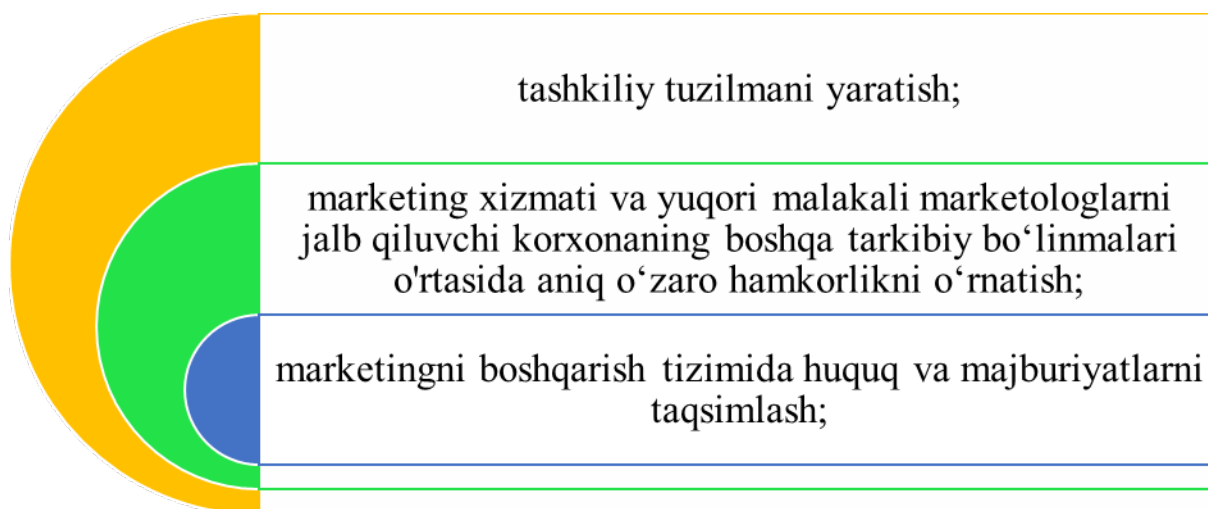 tashkiliy tuzilmani yaratish;
marketing xizmati va yuqori malakali marketologlarni
jalb qiluvchi korxonaning boshqa tarkibiy bo‘linmalari
o'rtasida aniq o‘zaro hamkorlikni o‘rnatish;
marketingni boshqarish tizimida huquq va majburiyatlarni
taqsimlash;